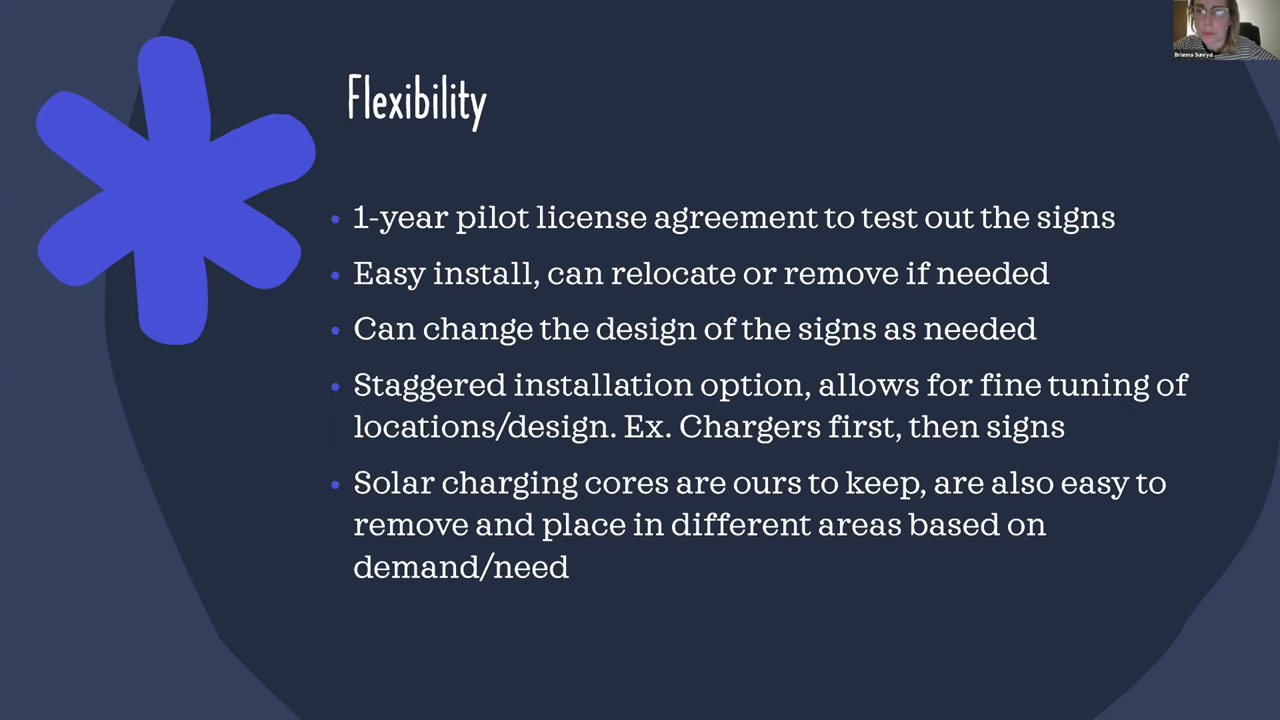 Brianna Sunryd
Flexibility
1-year pilot license agreement to test out the signs
Easy install, can relocate or remove if needed
Can change the design of the signs as needed
Staggered installation option, allows for fine tuning of
locations/design. Ex. Chargers first, then signs
Solar charging cores are ours to keep, are also easy to
remove and place in different areas based on
demand/need